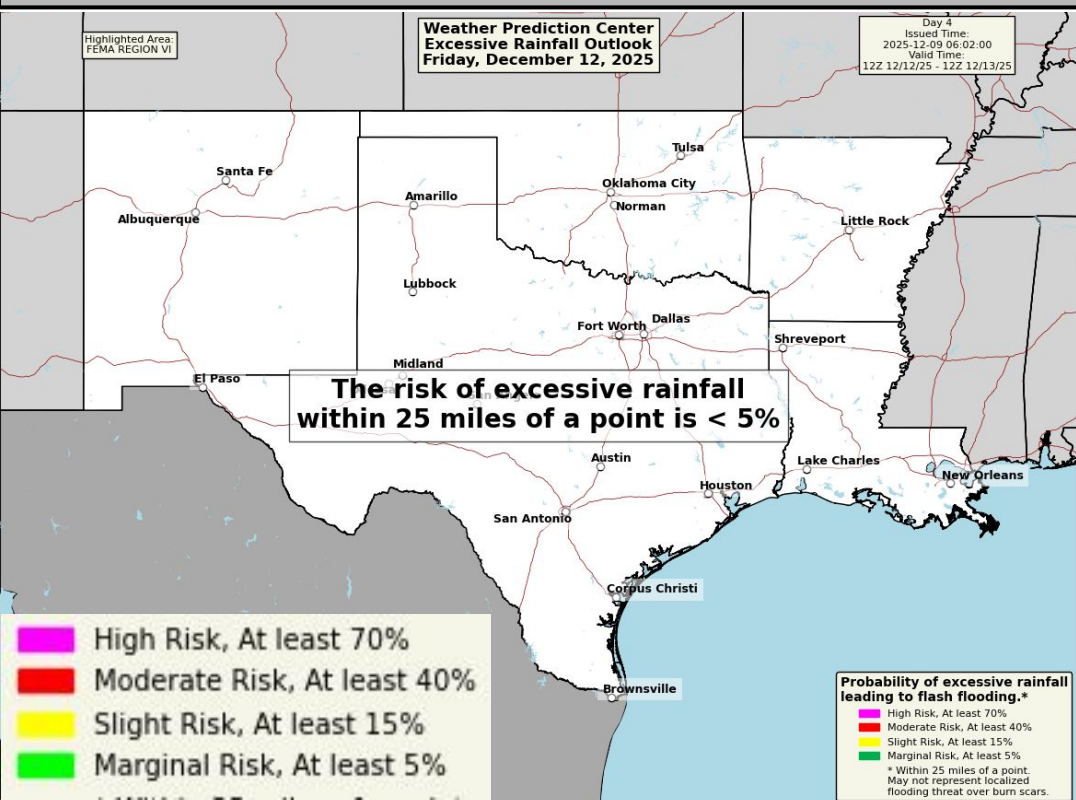 Highlighted Area:
FEMA REGION VI
Weather Prediction Center
Excessive Rainfall Outlook
Friday, December 12, 2025
Day 4
Issued Time:
2025-12-09 06:02:00
Valid Time:
12Z 12/12/25 - 12Z 12/13/25
Tulsa
Santa Fe
Oklahoma City
Amarillo
Norman
Albuquerque
Little Rock
Lubbock
Dallas
Fort Worth
Shreveport
Midland
El Paso
The risk of excessive rainfall
within 25 miles of a point is < 5%
Austin
Lake Charles
New Orleans
Houston
San Antonio
Corpus Christi
Brownsville
High Risk, At least 70%
Moderate Risk, At least 40%
Slight Risk, At least 15%
Marginal Risk, At least 5%
Probability of excessive rainfall
leading to flash flooding.*
High Risk, At least 70%
Moderate Risk, At least 40%
Slight Risk, At least 15%
Marginal Risk, At least 5%
* Within 25 miles of a point.
May not represent localized
flooding threat over burn scars.